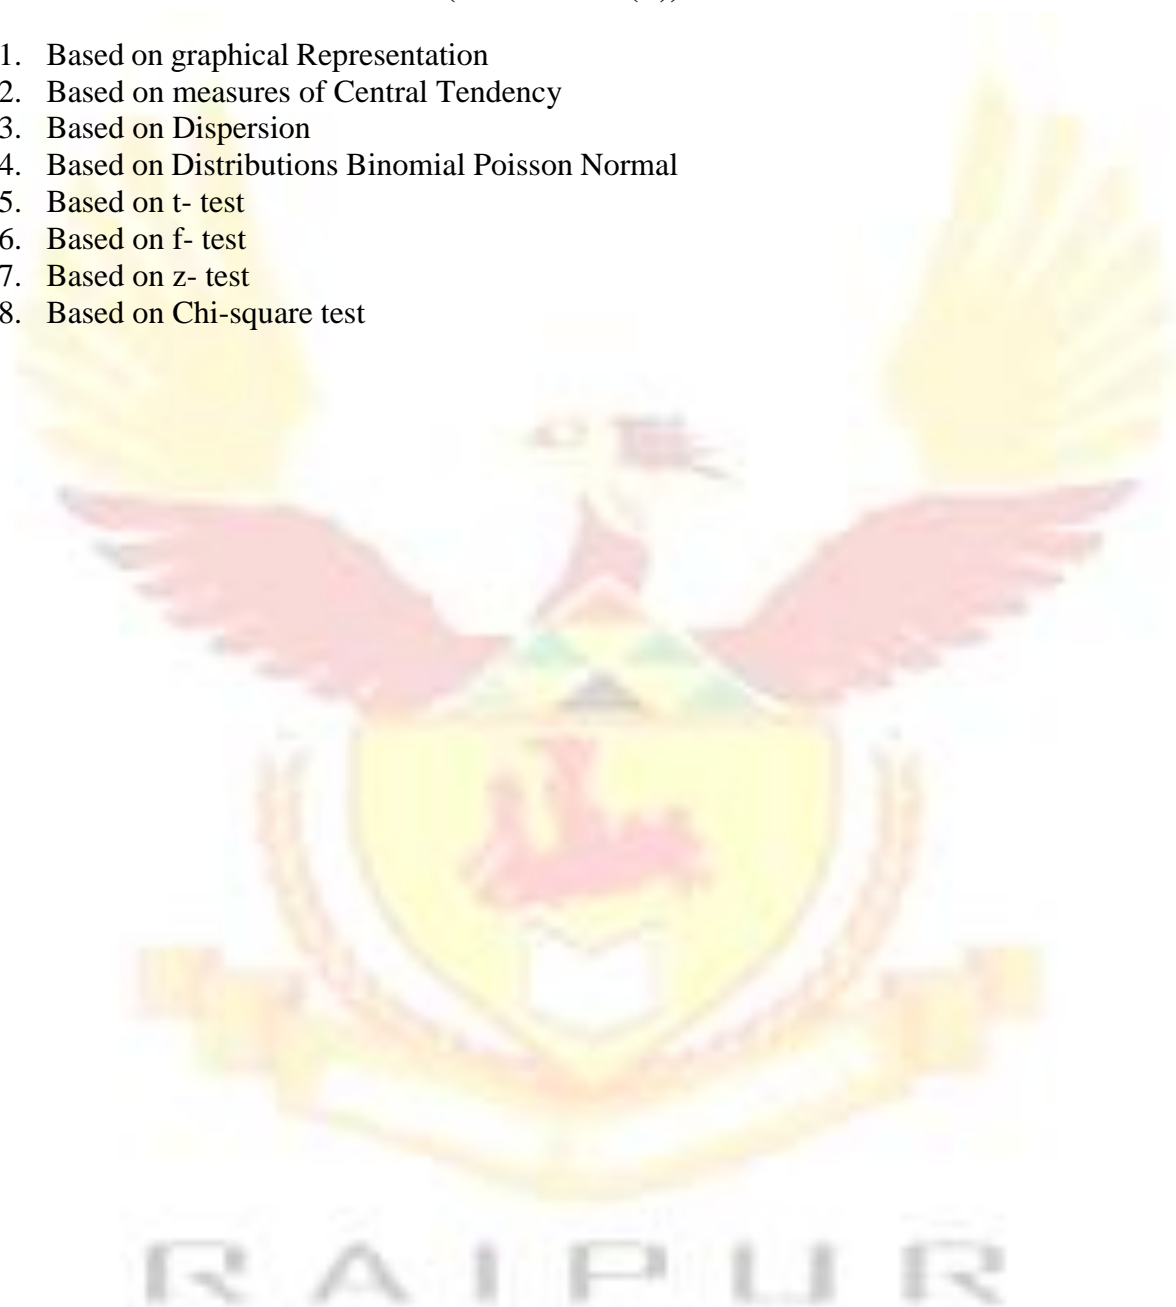 1. Based on graphical Representation
2. Based on measures of Central Tendency
3. Based on Dispersion
4. Based on Distributions Binomial Poisson Normal
5. Based on t- test
6. Based on f- test
7. Based on z- test
8. Based on Chi-square test
RAIPUR